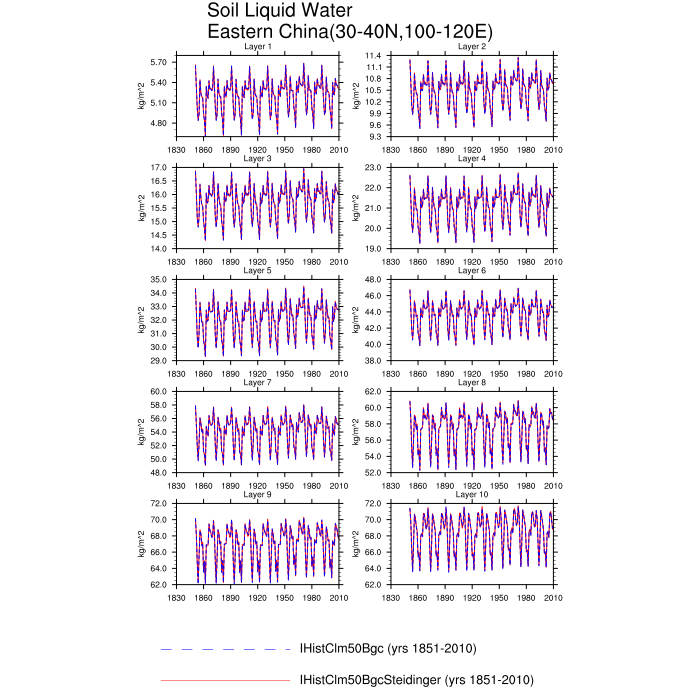 Soil Liquid Water
Eastern China(30-40N,100-120E)
Layer 1 Layer 2
5.70 5.40 5.10 4.80
kg/m^2
1830 1860 1890 1920 1950 1980 2010
11.4 11.1 10.8 10.5 10.2 9.9 9.6 9.3
kg/m^2
1830 1860 1890 1920 1950 1980 2010
Layer 3 Layer 4
17.0 16.5 16.0 15.5 15.0 14.5 14.0
kg/m^2
1830 1860 1890 1920 1950 1980 2010
23.0 22.0 21.0 20.0 19.0
kg/m^2
1830 1860 1890 1920 1950 1980 2010
Layer 5 Layer 6
35.0 34.0 33.0 32.0 31.0 30.0 29.0
kg/m^2
1830 1860 1890 1920 1950 1980 2010
48.0 46.0 44.0 42.0 40.0 38.0
kg/m^2
1830 1860 1890 1920 1950 1980 2010
Layer 7 Layer 8
60.0 58.0 56.0 54.0 52.0 50.0 48.0
kg/m^2
1830 1860 1890 1920 1950 1980 2010
62.0 60.0 58.0 56.0 54.0 52.0
kg/m^2
1830 1860 1890 1920 1950 1980 2010
Layer 9 Layer 10
72.0 70.0 68.0 66.0 64.0 62.0
kg/m^2
1830 1860 1890 1920 1950 1980 2010
72.0 70.0 68.0 66.0 64.0 62.0
kg/m^2
1830 1860 1890 1920 1950 1980 2010
IHistClm50Bgc (yrs 1851-2010)
IHistClm50BgcSteidinger (yrs 1851-2010)